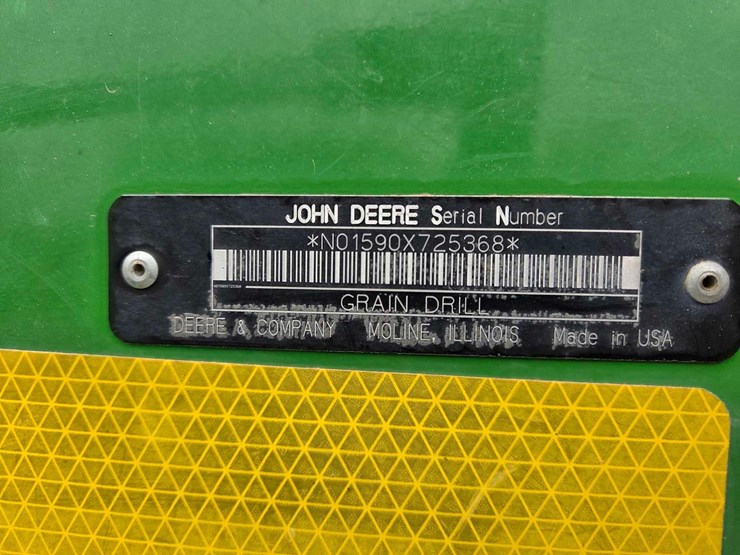 JOHN DEERE Serial Number
*N01590X725368*
GRAIN DRILL
DEERE & COMPANY MOLINE, ILLINOIS Made in USA